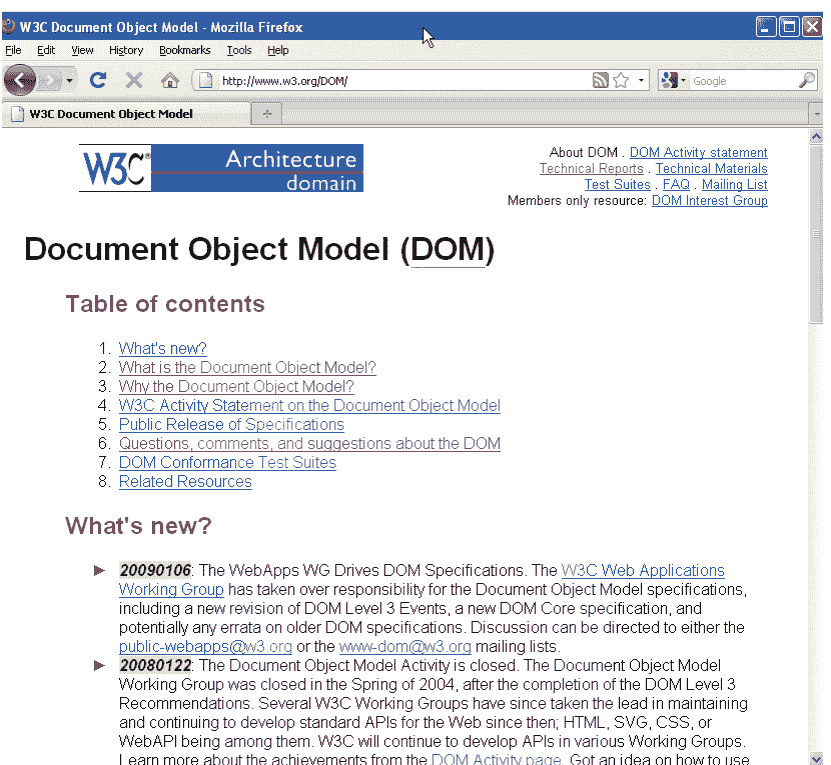 W3C Document Object Model - Mozilla Firefox
File Edit View History Bookmarks Tools Help
http://www.w3.org/DOM/ Google
W3C Document Object Model
W3C® Architecture
domain
About DOM . DOM Activity statement
Technical Reports . Technical Materials
Test Suites . FAQ . Mailing List
Members only resource: DOM Interest Group
Document Object Model (DOM)
Table of contents
1. What's new?
2. What is the Document Object Model?
3. Why the Document Object Model?
4. W3C Activity Statement on the Document Object Model
5. Public Release of Specifications
6. Questions, comments, and suggestions about the DOM
7. DOM Conformance Test Suites
8. Related Resources
What's new?
20090106: The WebApps WG Drives DOM Specifications. The W3C Web Applications
Working Group has taken over responsibility for the Document Object Model specifications,
including a new revision of DOM Level 3 Events, a new DOM Core specification, and
potentially any errata on older DOM specifications. Discussion can be directed to either the
public-webapps@w3.org or the www-dom@w3.org mailing lists.
20080122: The Document Object Model Activity is closed. The Document Object Model
Working Group was closed in the Spring of 2004, after the completion of the DOM Level 3
Recommendations. Several W3C Working Groups have since taken the lead in maintaining
and continuing to develop standard APIs for the Web since then; HTML, SVG, CSS, or
WebAPI being among them. W3C will continue to develop APIs in various Working Groups.
Learn more about the achievements from the DOM Activity page. Got an idea on how to use